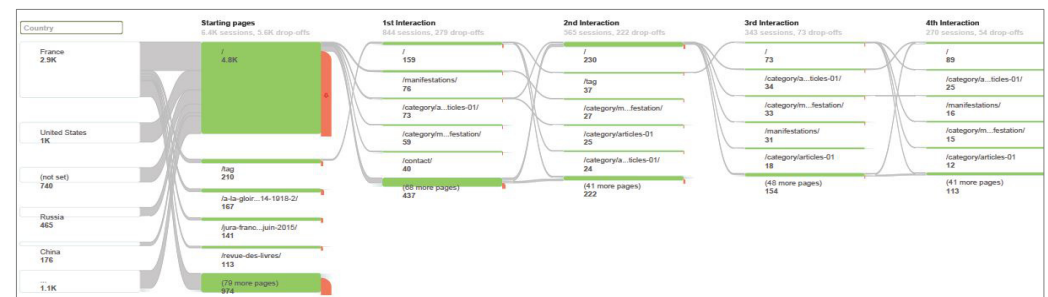 Country
France
2.9K
United States
1K
(not set)
740
Russia
465
China
176
...
1.1K
Starting pages
6.4K sessions, 5.6K drop-offs
/
4.8K
/tag
210
/a-la-gloir...14-1918-2/
167
/jura-franc...juin-2015/
141
/revue-des-livres/
113
(79 more pages)
974
1st Interaction
844 sessions, 279 drop-offs
/
159
/manifestations/
76
/category/a...ticles-01/
73
/category/m...festation/
59
/contact/
40
(68 more pages)
437
2nd Interaction
565 sessions, 222 drop-offs
/
230
/tag
37
/category/m...festation/
27
/category/articles-01
25
/category/a...ticles-01/
24
(41 more pages)
222
3rd Interaction
343 sessions, 73 drop-offs
/
73
/category/a...ticles-01/
34
/category/m...festation/
33
/manifestations/
31
/category/articles-01
18
(48 more pages)
154
4th Interaction
270 sessions, 54 drop-offs
/
89
/category/a...ticles-01/
25
/manifestations/
16
/category/m...festation/
15
/category/articles-01
12
(41 more pages)
113